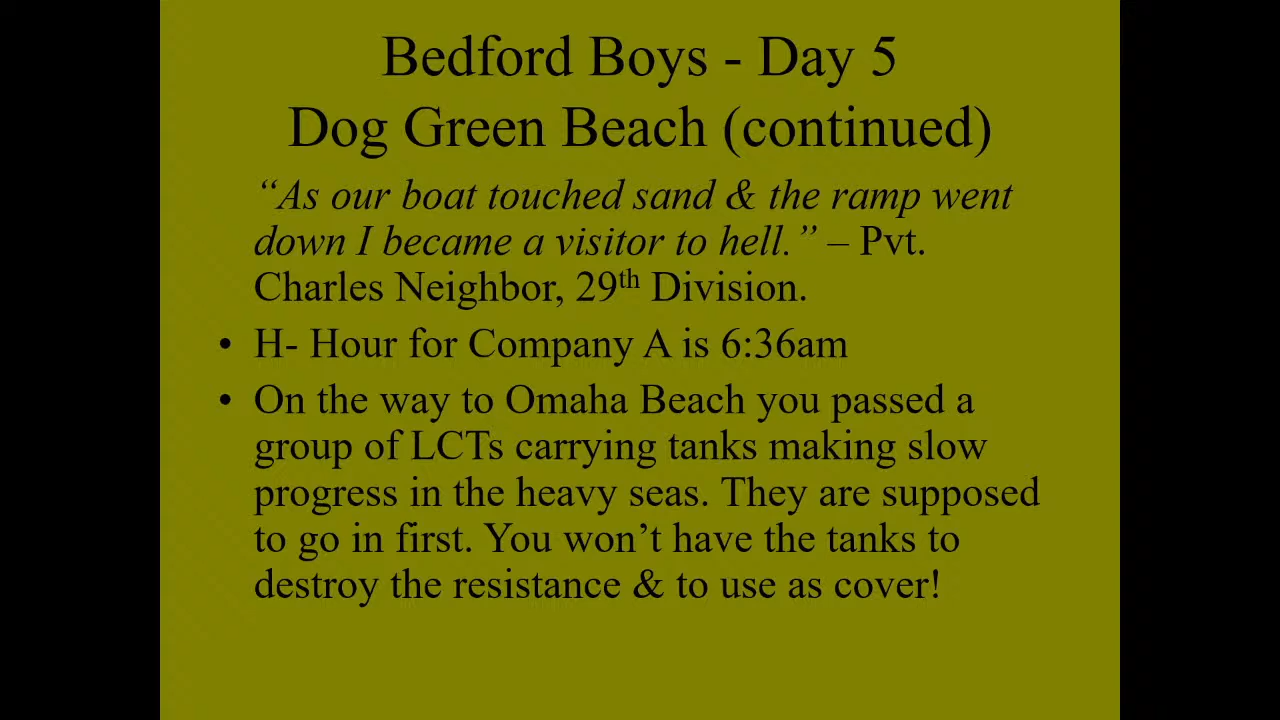 Bedford Boys - Day 5
Dog Green Beach (continued)
“As our boat touched sand & the ramp went
down I became a visitor to hell.” – Pvt.
Charles Neighbor, 29th Division.
• H- Hour for Company A is 6:36am
• On the way to Omaha Beach you passed a
group of LCTs carrying tanks making slow
progress in the heavy seas. They are supposed
to go in first. You won’t have the tanks to
destroy the resistance & to use as cover!